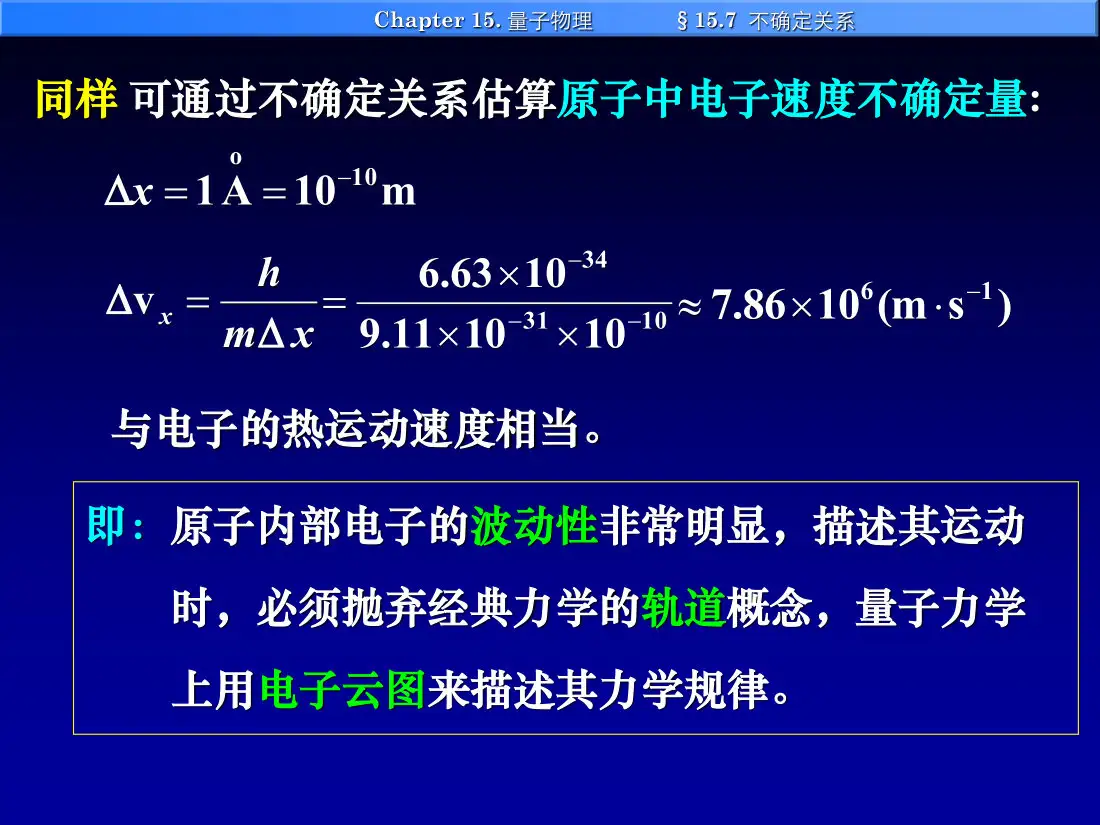 Chapter 15. 量子物理 §15.7 不确定关系
同样 可通过不确定关系估算原子中电子速度不确定量:
Δx = 1 Å = 10⁻¹⁰ m
Δvₓ = h / (mΔx) = 6.63×10⁻³⁴ / (9.11×10⁻³¹×10⁻¹⁰) ≈ 7.86×10⁶ (m·s⁻¹)
与电子的热运动速度相当。
即：原子内部电子的波动性非常明显，描述其运动
时，必须抛弃经典力学的轨道概念，量子力学
上用电子云图来描述其力学规律。